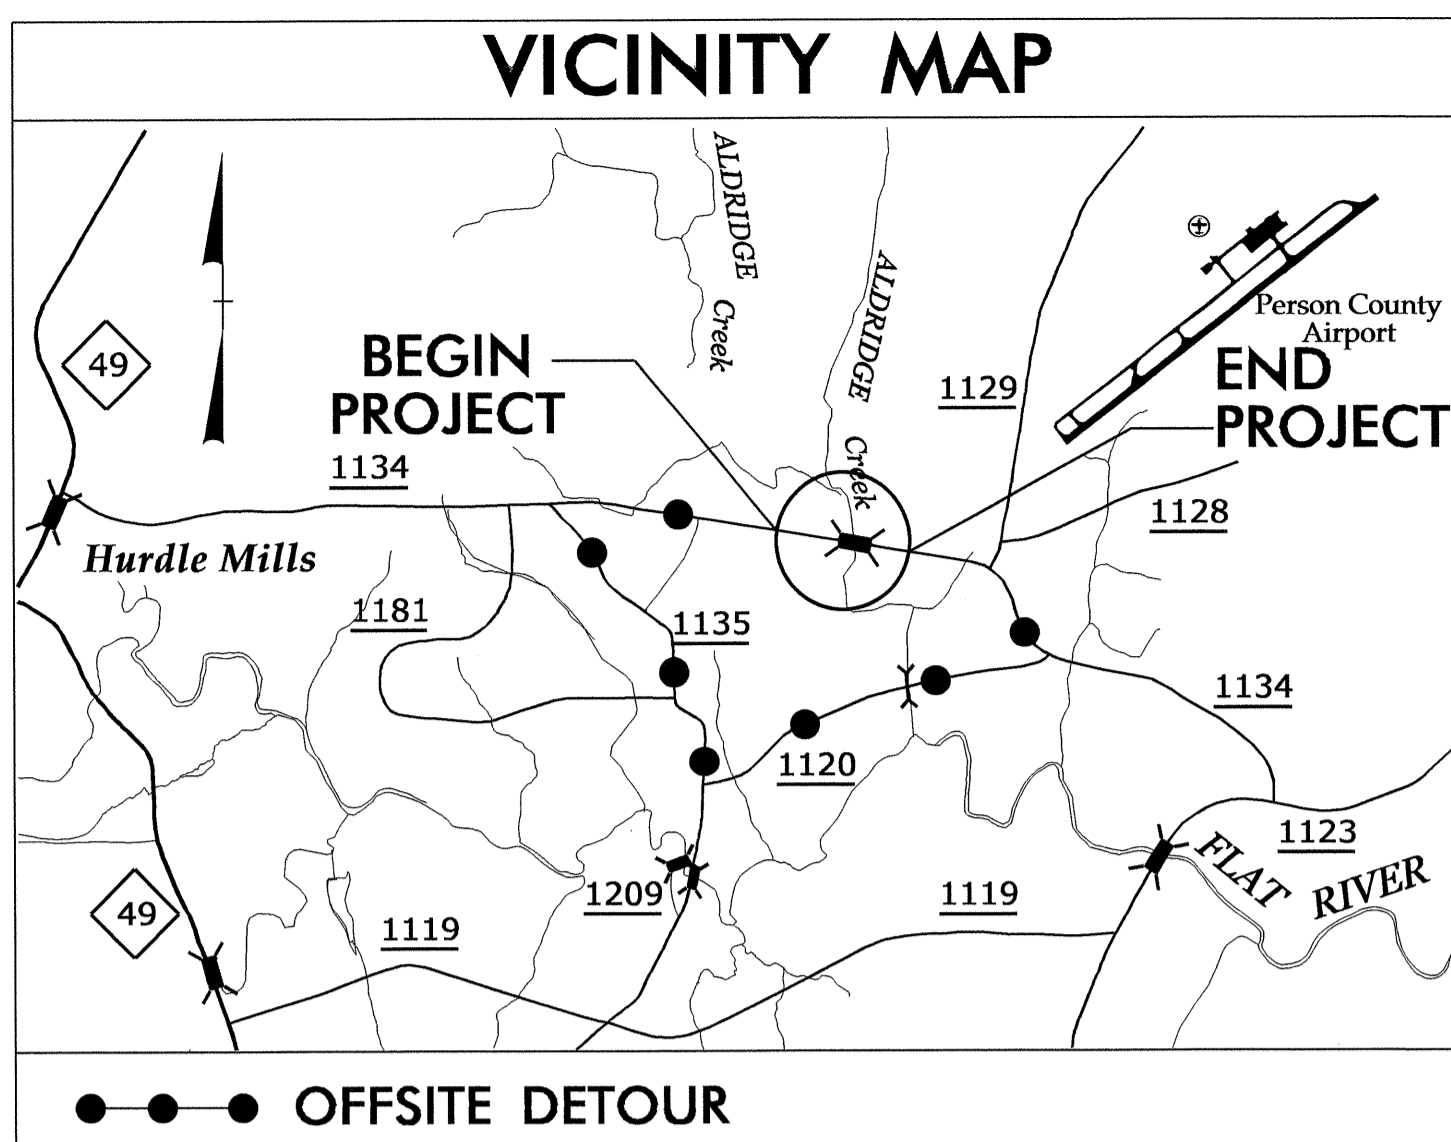 VICINITY MAP
ALDRIDGE
Creek
ALDRIDGE
Creek
Person County
Airport
49
BEGIN
PROJECT
END
PROJECT
1129
1134
1128
Hurdle Mills
1181
1135
1134
1120
1123
FLAT
RIVER
1209
1119
1119
49
OFFSITE DETOUR